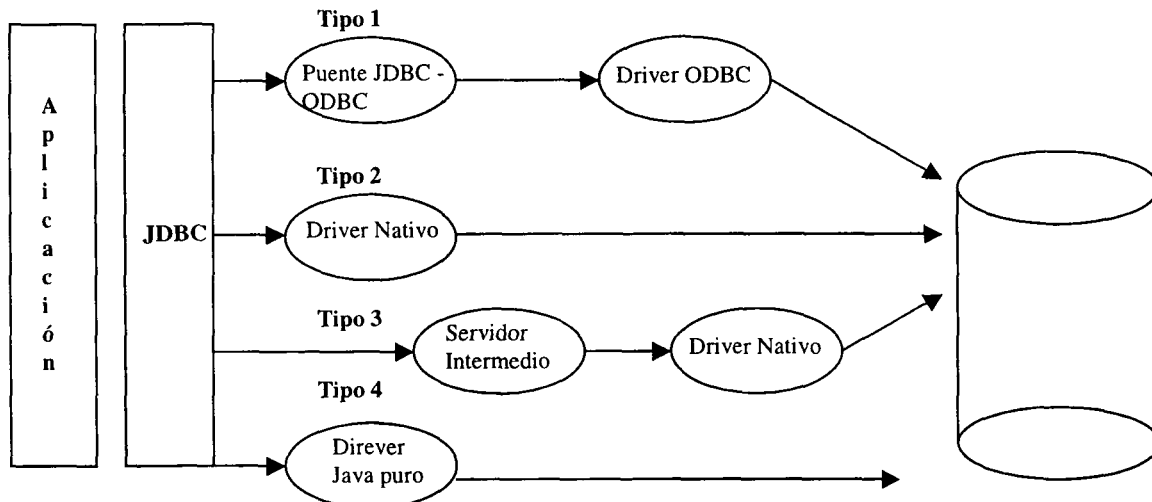 Aplicación
JDBC
Tipo 1
Puente JDBC -
ODBC
Driver ODBC
Tipo 2
Driver Nativo
Tipo 3
Servidor
Intermedio
Driver Nativo
Tipo 4
Direver
Java puro